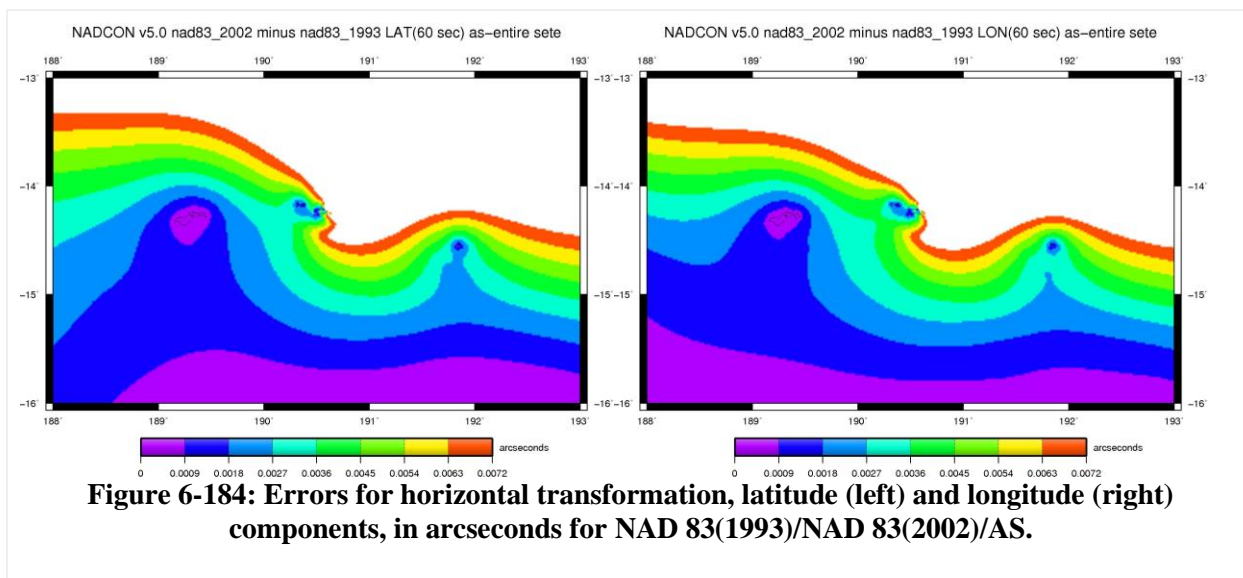 NADCON v5.0 nad83_2002 minus nad83_1993 LAT(60 sec) as-entire sete
188° 189° 190° 191° 192° 193°
-13° -13°
-14° -14°
-15° -15°
-16° -16°
188° 189° 190° 191° 192° 193°
arcseconds
0 0.0009 0.0018 0.0027 0.0036 0.0045 0.0054 0.0063 0.0072
NADCON v5.0 nad83_2002 minus nad83_1993 LON(60 sec) as-entire sete
188° 189° 190° 191° 192° 193°
-13° -13°
-14° -14°
-15° -15°
-16° -16°
188° 189° 190° 191° 192° 193°
arcseconds
0 0.0009 0.0018 0.0027 0.0036 0.0045 0.0054 0.0063 0.0072
Figure 6-184: Errors for horizontal transformation, latitude (left) and longitude (right)
components, in arcseconds for NAD 83(1993)/NAD 83(2002)/AS.